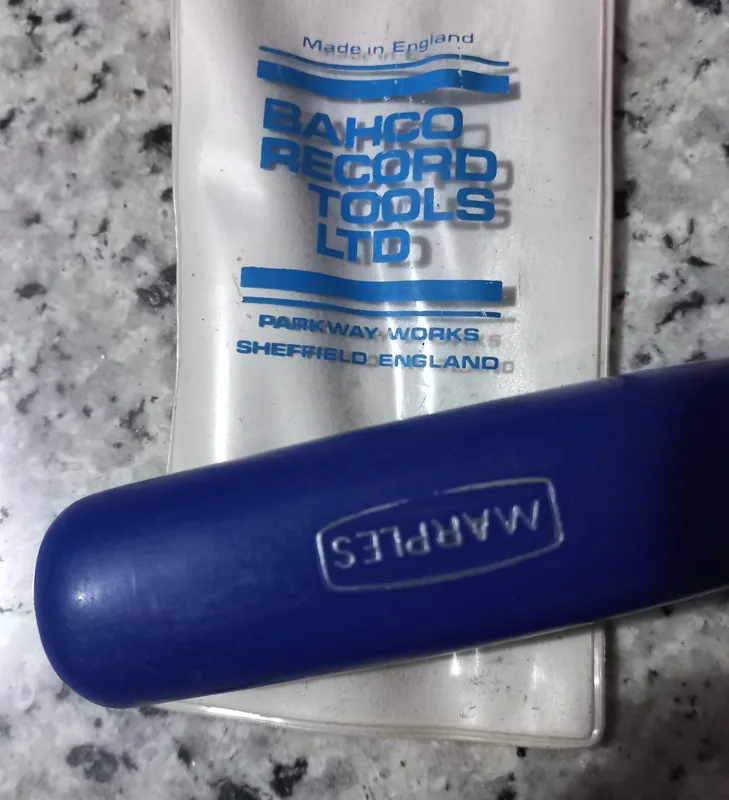 Made in England
BAHCO
RECORD
TOOLS
LTD
PARKWAY WORKS
SHEFFIELD ENGLAND
MARPLES